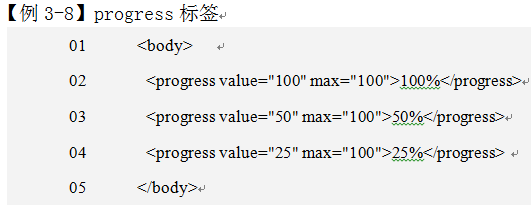 【例 3-8】progress 标签
01 <body>
02 <progress value="100" max="100">100%</progress>
03 <progress value="50" max="100">50%</progress>
04 <progress value="25" max="100">25%</progress>
05 </body>